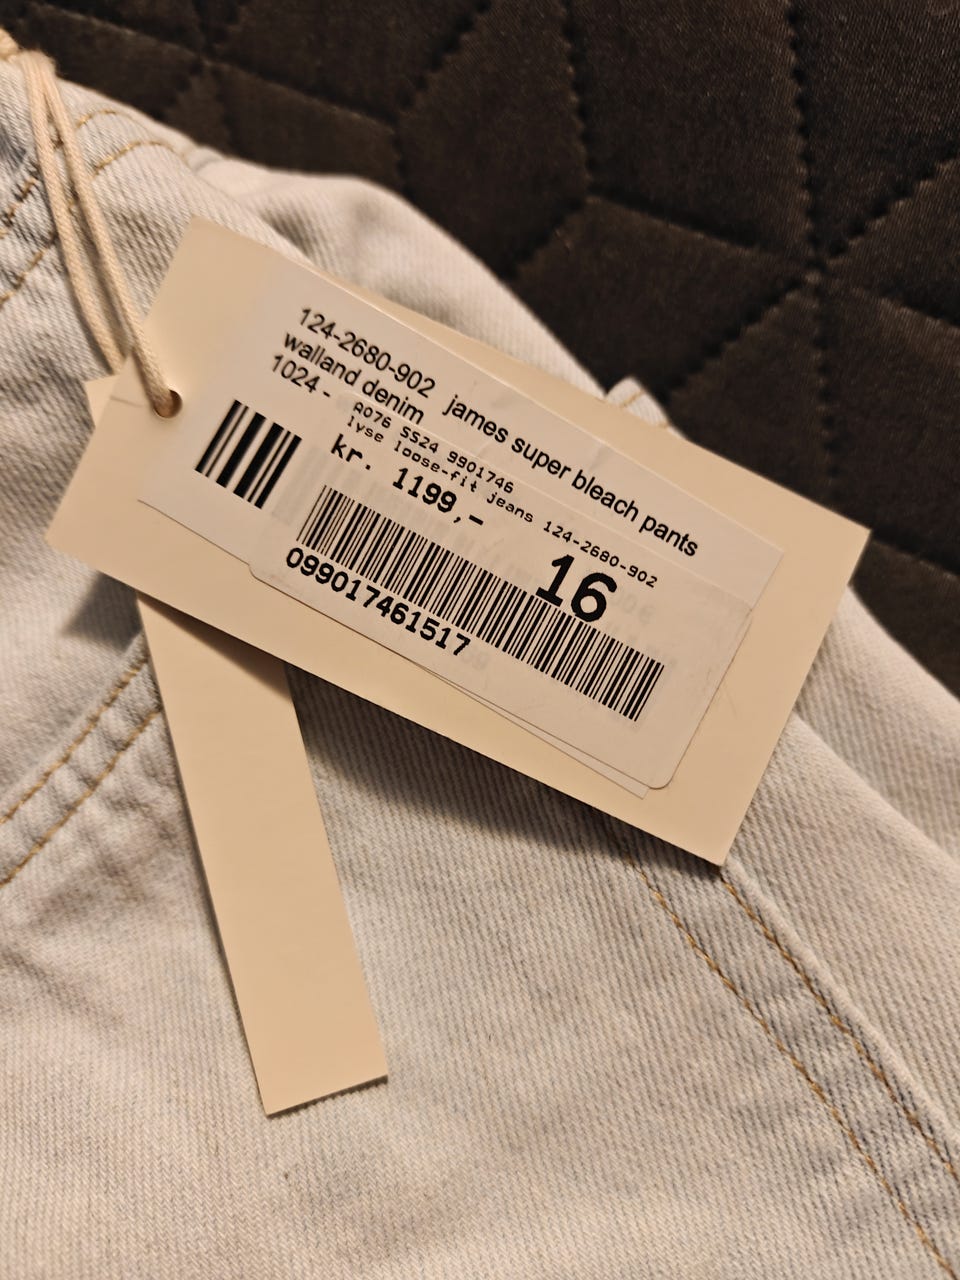 124-2680-902 james super bleach pants
walland denim
1024 -
A076 SS24 9901746
lyse loose-fit jeans 124-2680-902
kr. 1199,-
16
099017461517